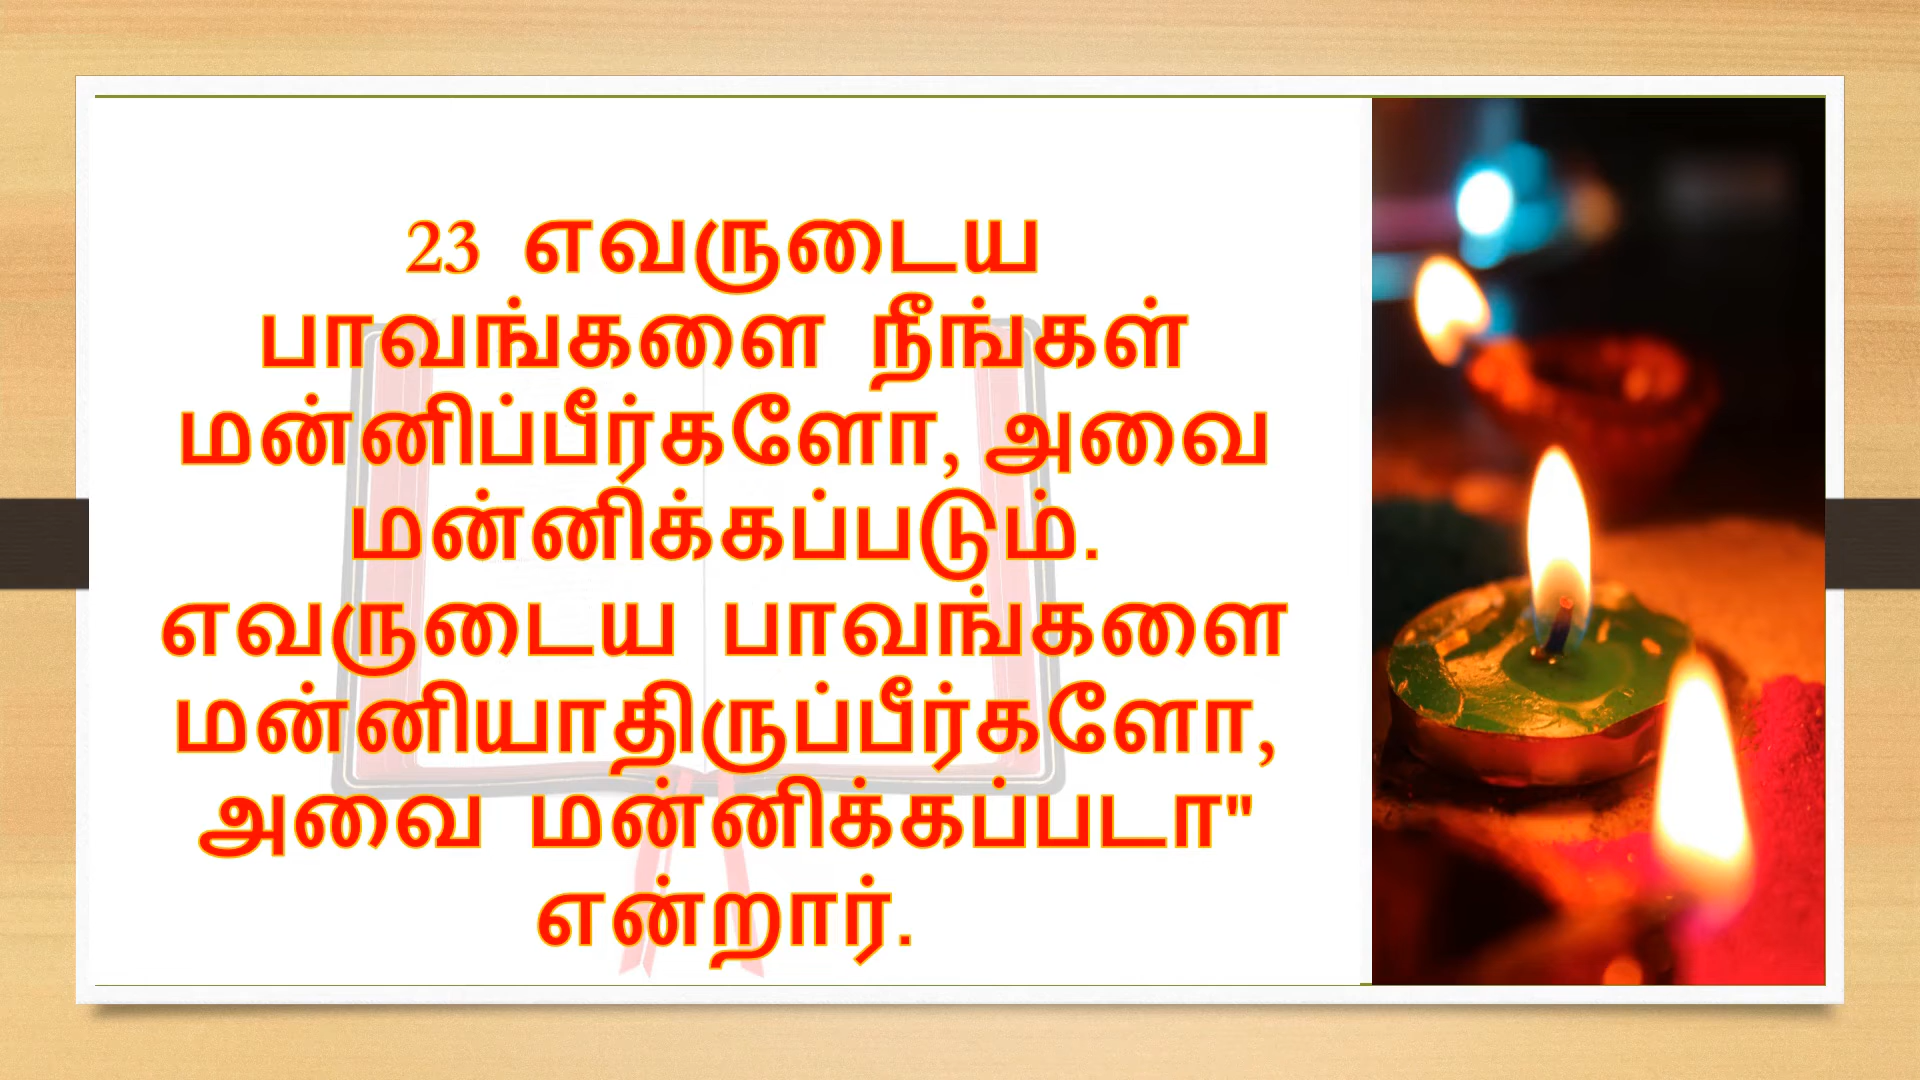 23 எவருடைய
பாவங்களை நீங்கள்
மன்னிப்பீர்களோ, அவை
மன்னிக்கப்படும்.
எவருடைய பாவங்களை
மன்னியாதிருப்பீர்களோ,
அவை மன்னிக்கப்படா"
என்றார்.